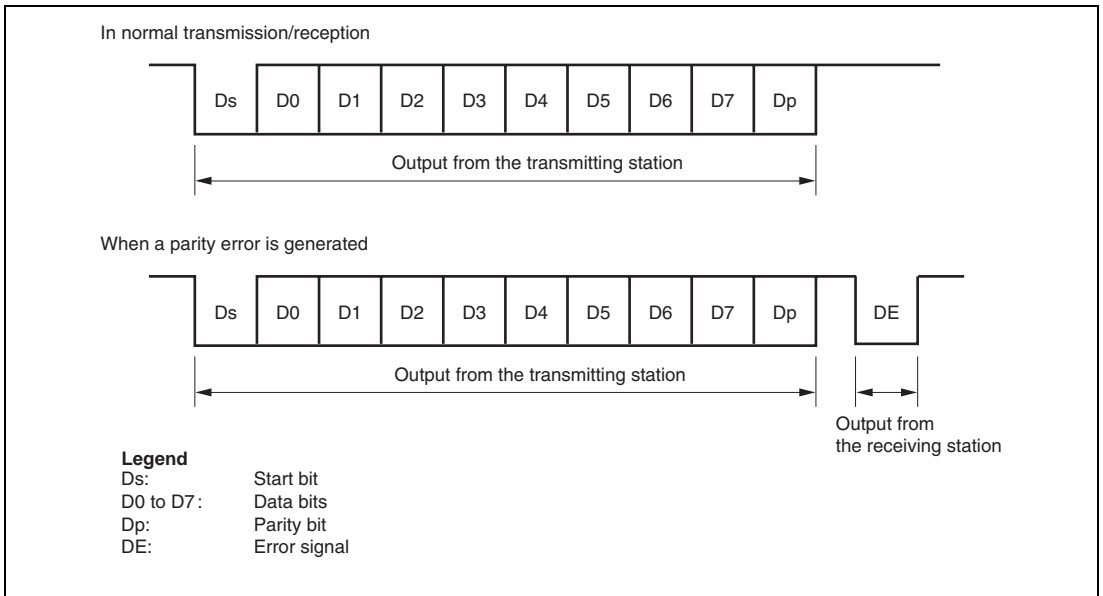 In normal transmission/reception
Ds D0 D1 D2 D3 D4 D5 D6 D7 Dp
Output from the transmitting station
When a parity error is generated
Ds D0 D1 D2 D3 D4 D5 D6 D7 Dp DE
Output from the transmitting station
Output from
the receiving station
Legend
Ds: Start bit
D0 to D7: Data bits
Dp: Parity bit
DE: Error signal